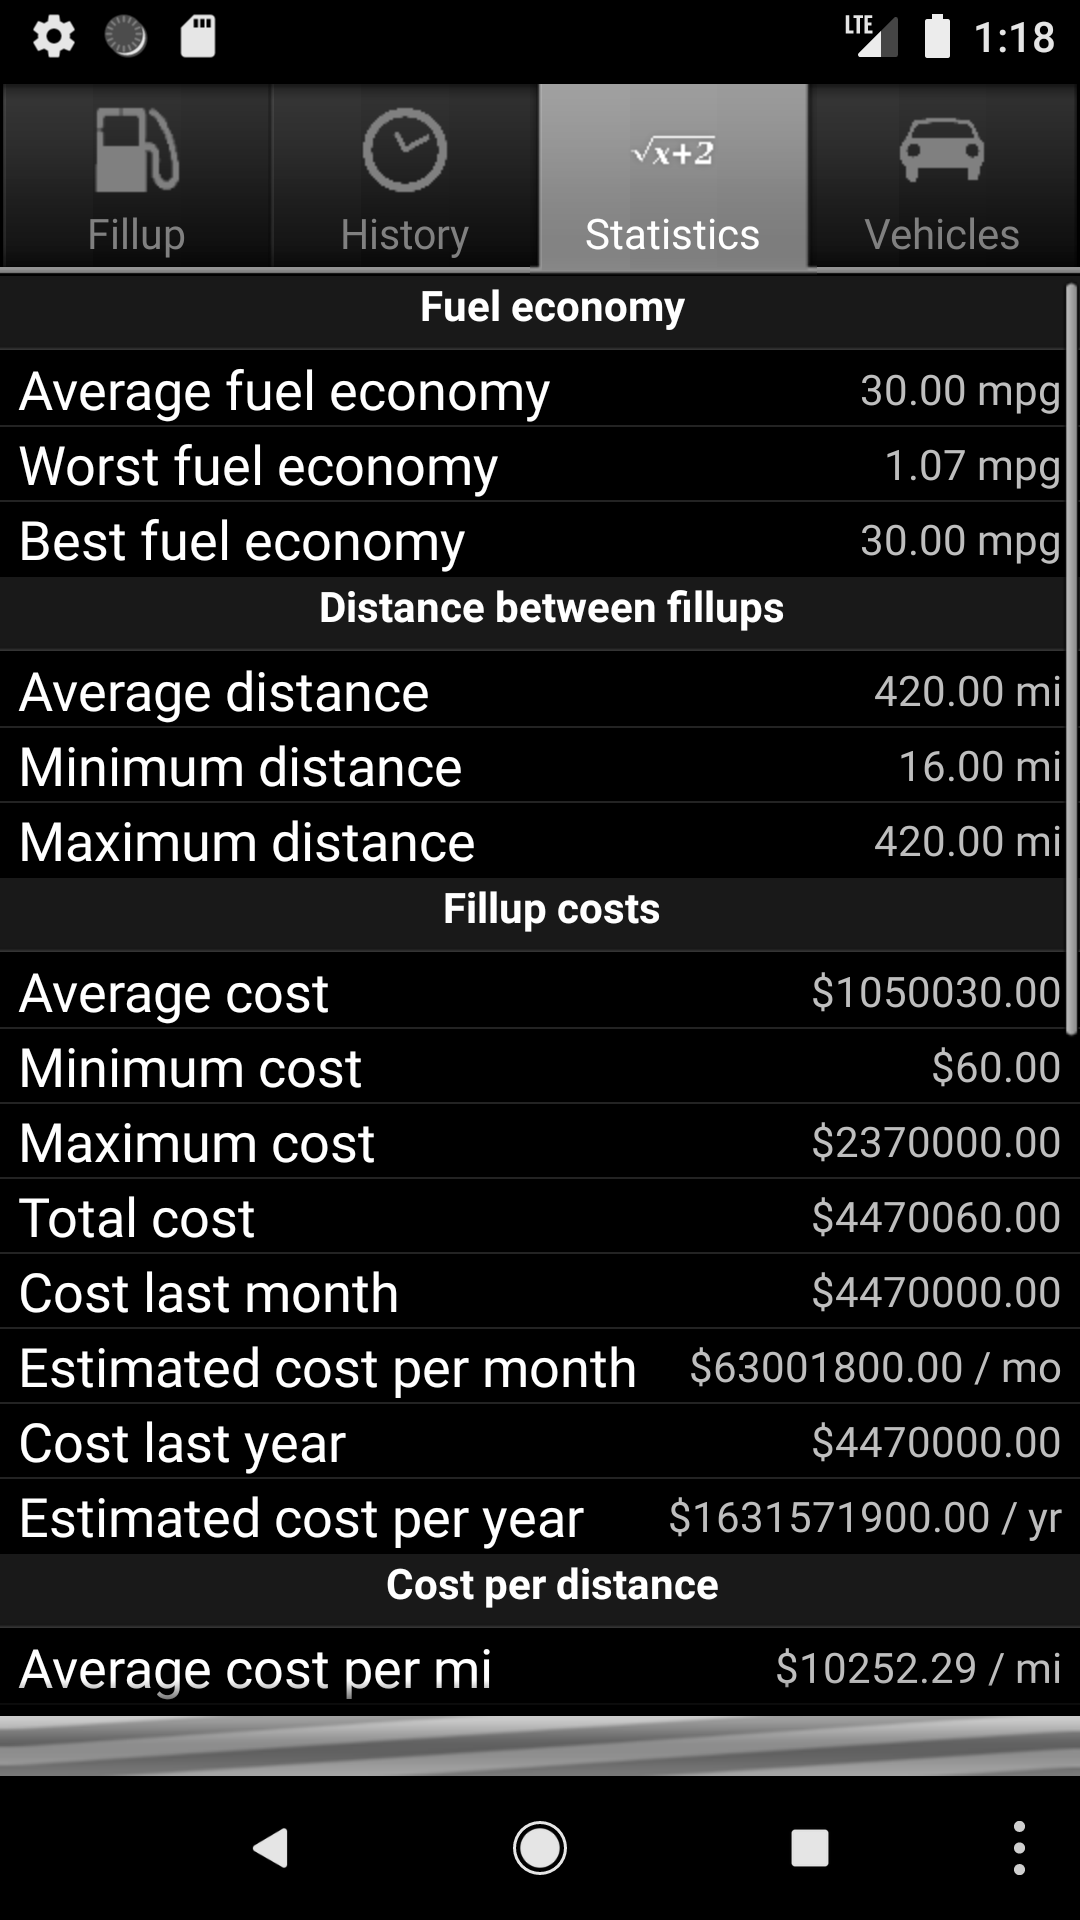 LTE 1:18
√x+2
Fillup History Statistics Vehicles
Fuel economy
Average fuel economy 30.00 mpg
Worst fuel economy 1.07 mpg
Best fuel economy 30.00 mpg
Distance between fillups
Average distance 420.00 mi
Minimum distance 16.00 mi
Maximum distance 420.00 mi
Fillup costs
Average cost $1050030.00
Minimum cost $60.00
Maximum cost $2370000.00
Total cost $4470060.00
Cost last month $4470000.00
Estimated cost per month $63001800.00 / mo
Cost last year $4470000.00
Estimated cost per year $1631571900.00 / yr
Cost per distance
Average cost per mi $10252.29 / mi